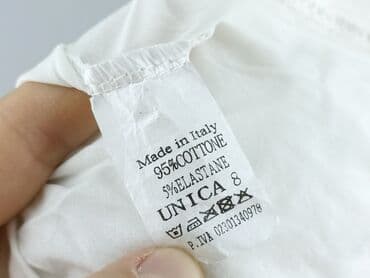 Made in Italy
95%COTTONE
5%ELASTANE
UNICA 8
P.IVA 02301340978